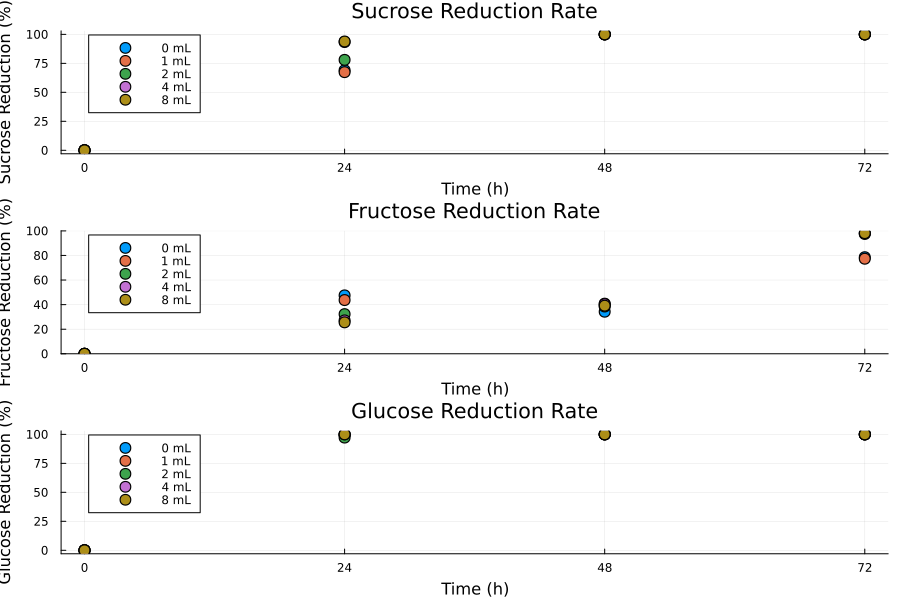 Sucrose Reduction Rate
Sucrose Reduction (%)
100
75
50
25
0
0 mL
1 mL
2 mL
4 mL
8 mL
0 24 48 72
Time (h)
Fructose Reduction Rate
Fructose Reduction (%)
100
80
60
40
20
0
0 mL
1 mL
2 mL
4 mL
8 mL
0 24 48 72
Time (h)
Glucose Reduction Rate
Glucose Reduction (%)
100
75
50
25
0
0 mL
1 mL
2 mL
4 mL
8 mL
0 24 48 72
Time (h)